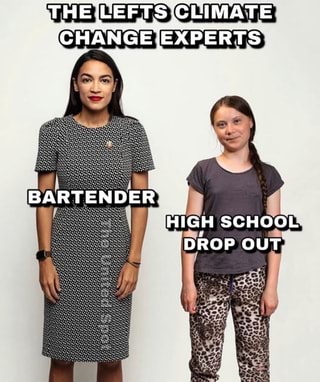 THE LEFTS CLIMATE
CHANGE EXPERTS
BARTENDER
HIGH SCHOOL
DROP OUT
The United Spot